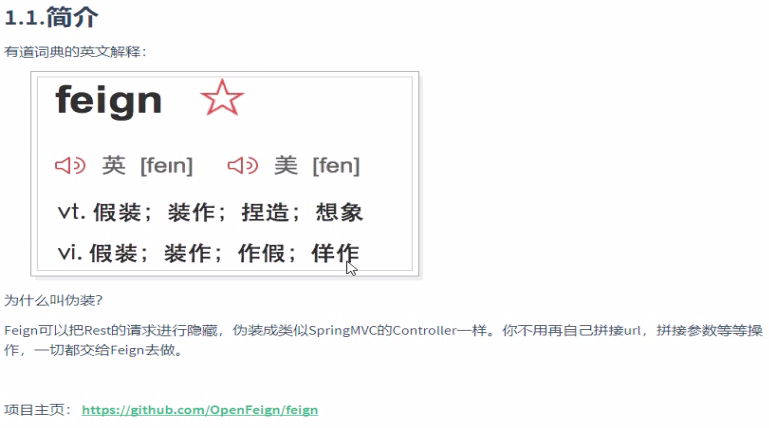 1.1.简介
有道词典的英文解释：
feign
英 [feɪn] 美 [fen]
vt. 假装；装作；捏造；想象
vi. 假装；装作；作假；佯作
为什么叫伪装？
Feign可以把Rest的请求进行隐藏，伪装成类似SpringMVC的Controller一样。你不用再自己拼接url，拼接参数等等操
作，一切都交给Feign去做。
项目主页：https://github.com/OpenFeign/feign